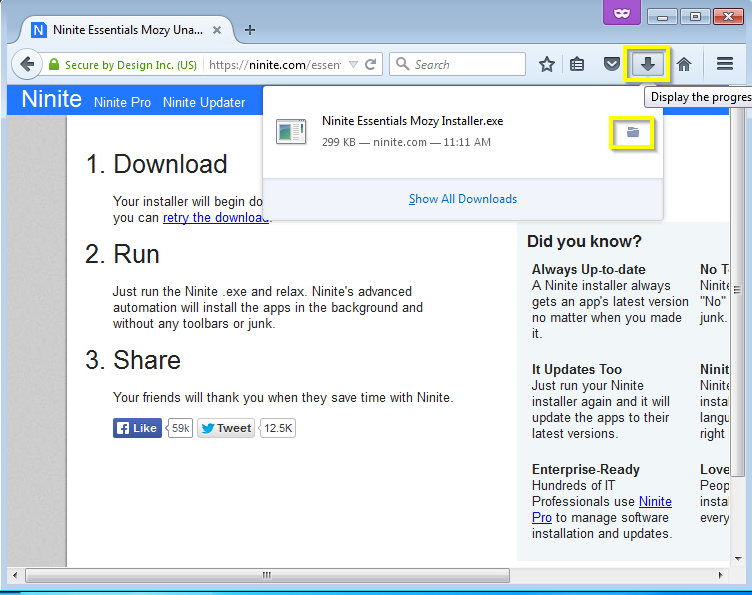 Ninite Essentials Mozy Una...
Secure by Design Inc. (US)
https://ninite.com/essen
Search
Display the progres
Ninite
Ninite Pro
Ninite Updater
Ninite Essentials Mozy Installer.exe
299 KB — ninite.com — 11:11 AM
Show All Downloads
1. Download
Your installer will begin do
you can retry the download.
2. Run
Just run the Ninite .exe and relax. Ninite's advanced
automation will install the apps in the background and
without any toolbars or junk.
3. Share
Your friends will thank you when they save time with Ninite.
Like
59k
Tweet
12.5K
Did you know?
Always Up-to-date
A Ninite installer always
gets an app's latest version
no matter when you made
it.
No T
Ninite
"No"
junk.
It Updates Too
Just run your Ninite
installer again and it will
update the apps to their
latest versions.
Ninit
Ninite
instal
langu
right
Enterprise-Ready
Hundreds of IT
Professionals use Ninite
Pro to manage software
installation and updates.
Love
Peop
instal
every